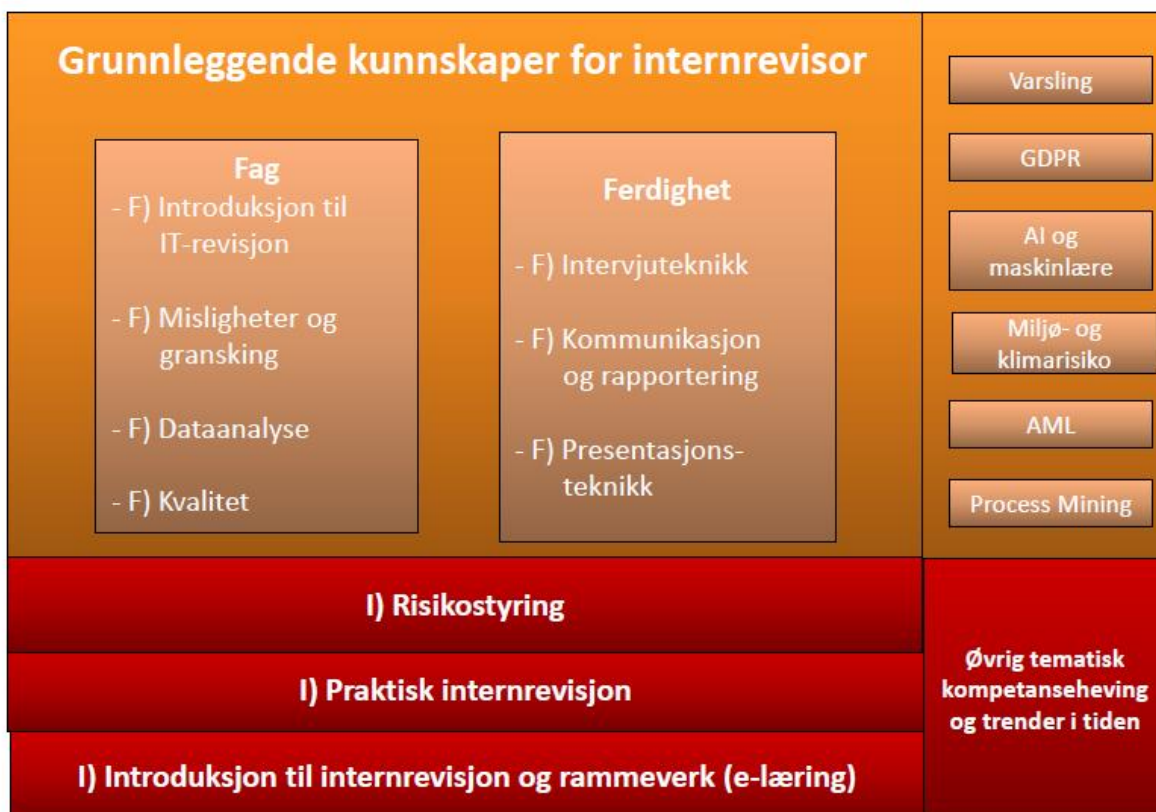 Grunnleggende kunnskaper for internrevisor
Fag
- F) Introduksjon til
IT-revisjon
- F) Misligheter og
gransking
- F) Dataanalyse
- F) Kvalitet
Ferdighet
- F) Intervjuteknikk
- F) Kommunikasjon
og rapportering
- F) Presentasjons-
teknikk
Varsling
GDPR
AI og
maskinlære
Miljø- og
klimarisiko
AML
Process Mining
I) Risikostyring
I) Praktisk internrevisjon
I) Introduksjon til internrevisjon og rammeverk (e-læring)
Øvrig tematisk
kompetanseheving
og trender i tiden